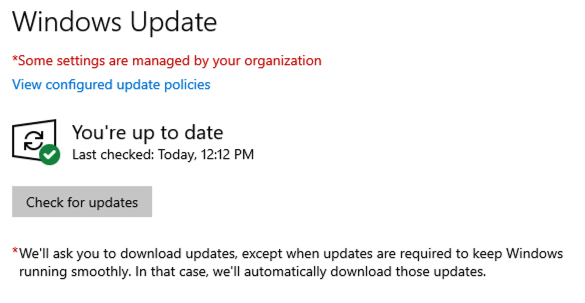 Windows Update
*Some settings are managed by your organization
View configured update policies
You're up to date
Last checked: Today, 12:12 PM
Check for updates
*We'll ask you to download updates, except when updates are required to keep Windows
running smoothly. In that case, we'll automatically download those updates.